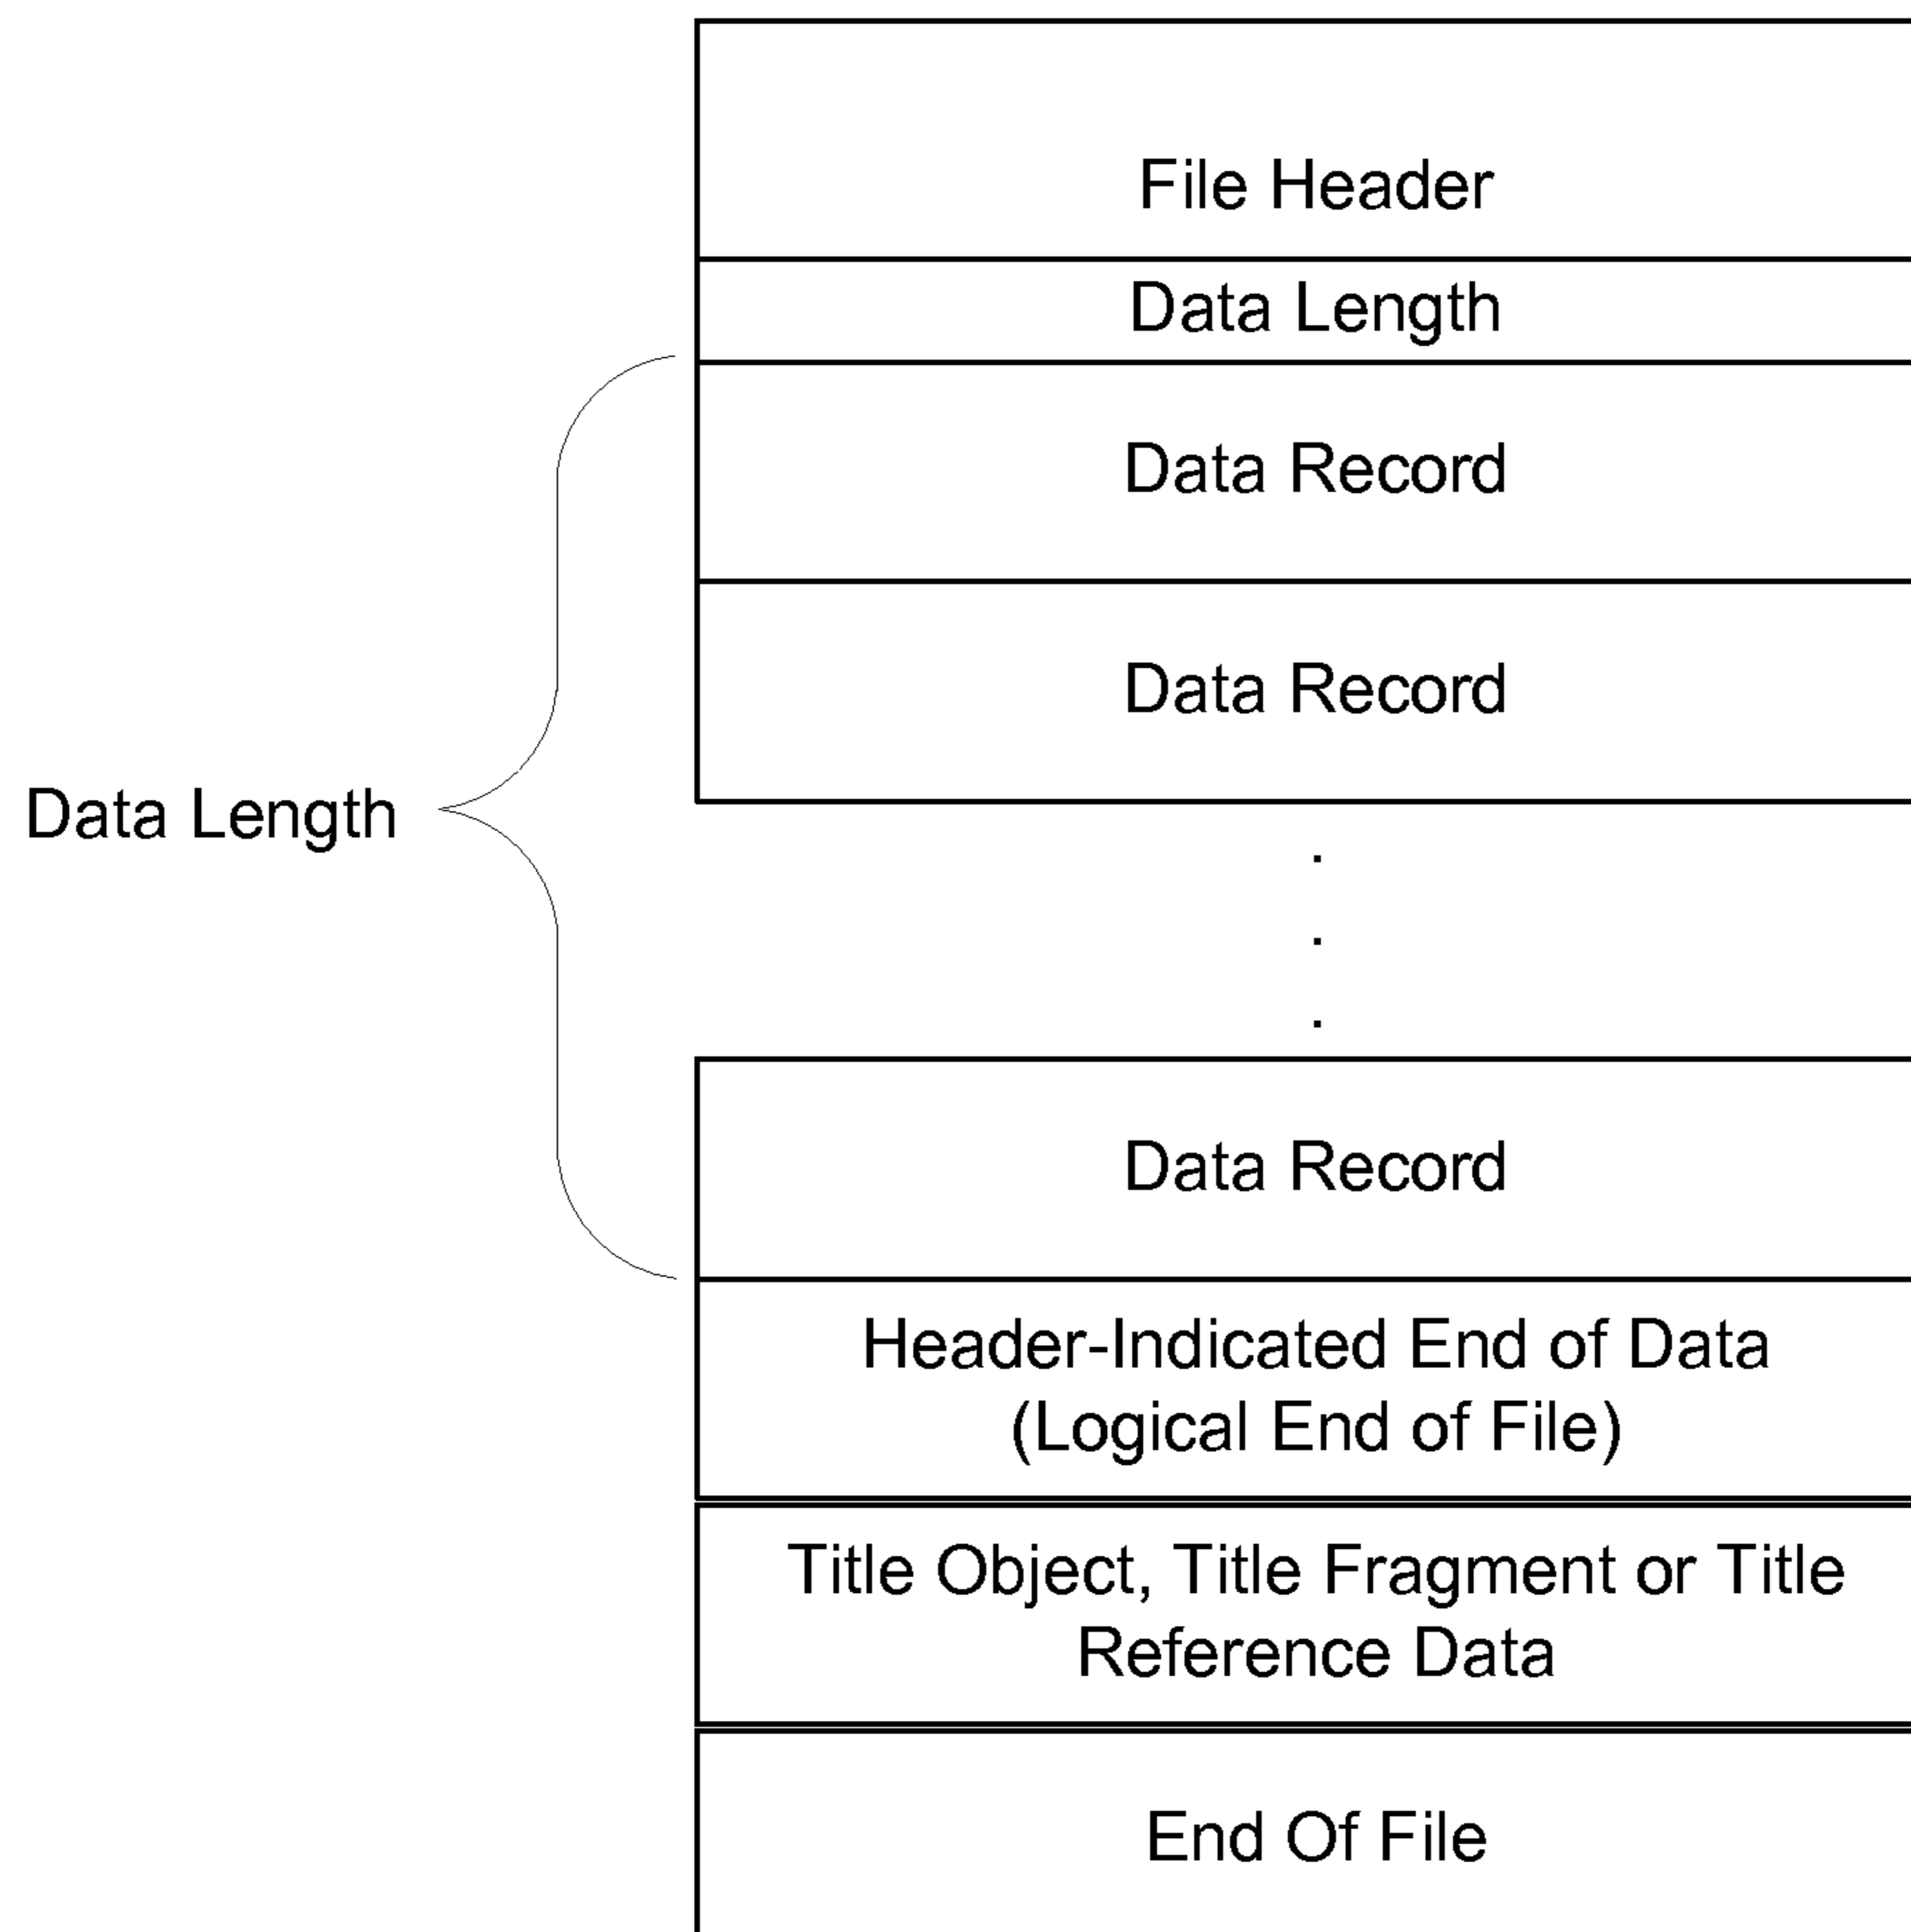 File Header
Data Length
Data Record
Data Record
Data Length
.
.
.
Data Record
Header-Indicated End of Data
(Logical End of File)
Title Object, Title Fragment or Title
Reference Data
End Of File